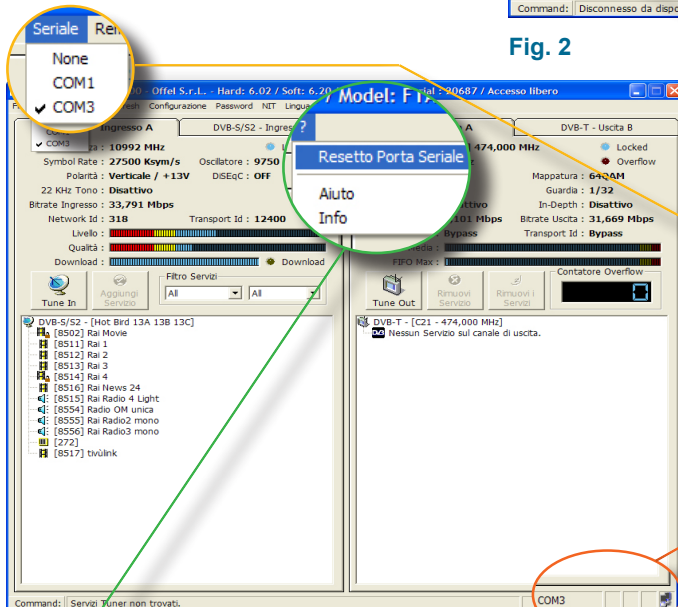 Command: Disconnesso da dispo
Fig. 2
Seriale
None
COM1
COM3
Offel S.r.L. - Hard: 6.02 / Soft: 6.20
/ Model: FTA
20687 / Accesso libero
Configurazione Password NIT Lingua
?
Resetto Porta Seriale
Aiuto
Info
COM3
Ingresso A
DVB-S/S2 - Ingres
A
DVB-T - Uscita B
: 10992 MHz
474,000 MHz
Locked
Symbol Rate : 27500 Ksym/s
Oscillatore : 9750
Overflow
Polarità : Verticale / +13V
DiSEqC : OFF
Mappatura : 64QAM
22 KHz Tono : Disattivo
Guardia : 1/32
Bitrate Ingresso : 33,791 Mbps
In-Depth : Disattivo
Network Id : 318
Transport Id : 12400
,101 Mbps
Bitrate Uscita : 31,669 Mbps
Livello :
Bypass
Transport Id : Bypass
Qualità :
Media :
Download :
Download
FIFO Max :
Tune In
Aggiungi Servizio
Filtro Servizi
All
All
Tune Out
Rimuovi Servizio
Rimuovi i Servizi
Contatore Overflow
0
DVB-S/S2 - [Hot Bird 13A 13B 13C]
[8502] Rai Movie
[8511] Rai 1
[8512] Rai 2
[8513] Rai 3
[8514] Rai 4
[8516] Rai News 24
[8515] Rai Radio 4 Light
[8554] Radio OM unica
[8555] Rai Radio2 mono
[8556] Rai Radio3 mono
[272]
[8517] tivùlink
DVB-T - [C21 - 474,000 MHz]
Nessun Servizio sul canale di uscita.
Command: Servizi Tuner non trovati.
COM3